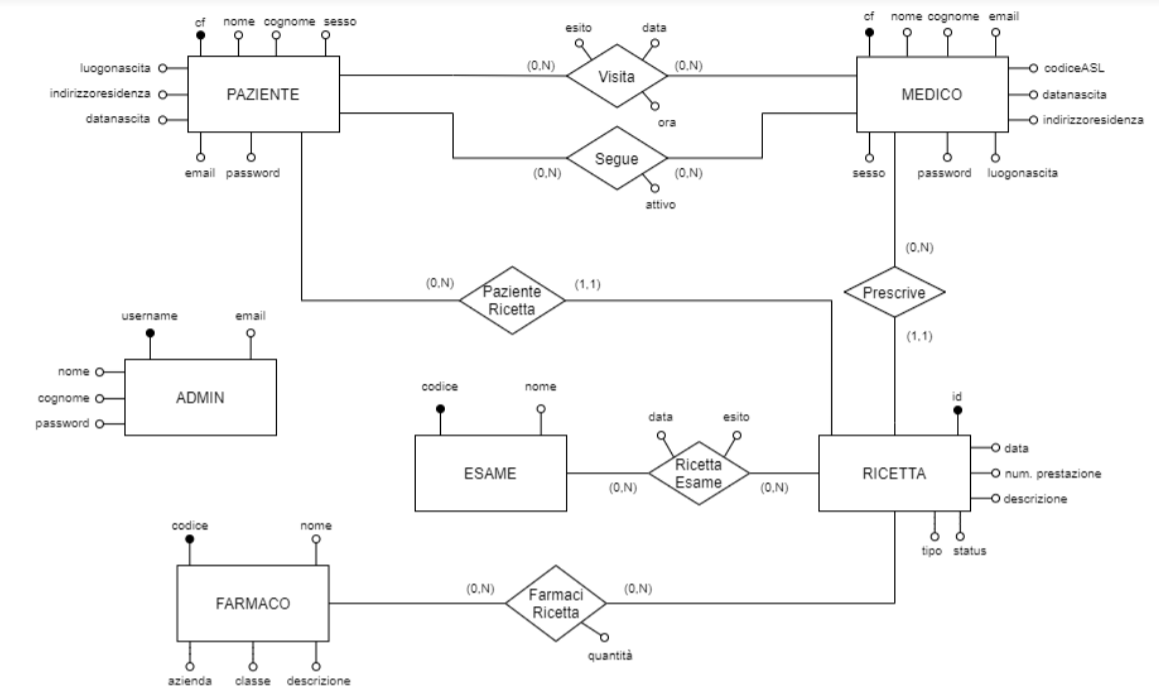 cf nome cognome sesso
cf nome cognome email
esito data
luogonascita
indirizzoresidenza
datanascita
PAZIENTE
(0,N)
Visita
(0,N)
MEDICO
codiceASL
datanascita
indirizzoresidenza
ora
email password
(0,N)
Segue
(0,N)
attivo
sesso password luogonascita
(0,N)
Prescrive
(1,1)
(0,N)
Paziente
Ricetta
(1,1)
username email
nome
cognome
password
ADMIN
codice nome
data esito
id
ESAME
(0,N)
Ricetta
Esame
(0,N)
RICETTA
data
num. prestazione
descrizione
tipo status
codice nome
FARMACO
(0,N)
Farmaci
Ricetta
(0,N)
quantità
azienda classe descrizione